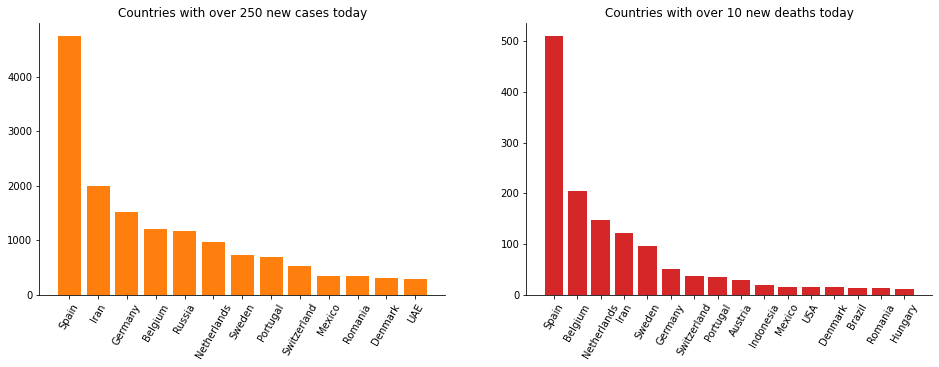 Countries with over 250 new cases today
4000
3000
2000
1000
0
Spain
Iran
Germany
Belgium
Russia
Netherlands
Sweden
Portugal
Switzerland
Mexico
Romania
Denmark
UAE
Countries with over 10 new deaths today
500
400
300
200
100
0
Spain
Belgium
Netherlands
Iran
Sweden
Germany
Switzerland
Portugal
Austria
Indonesia
Mexico
USA
Denmark
Brazil
Romania
Hungary